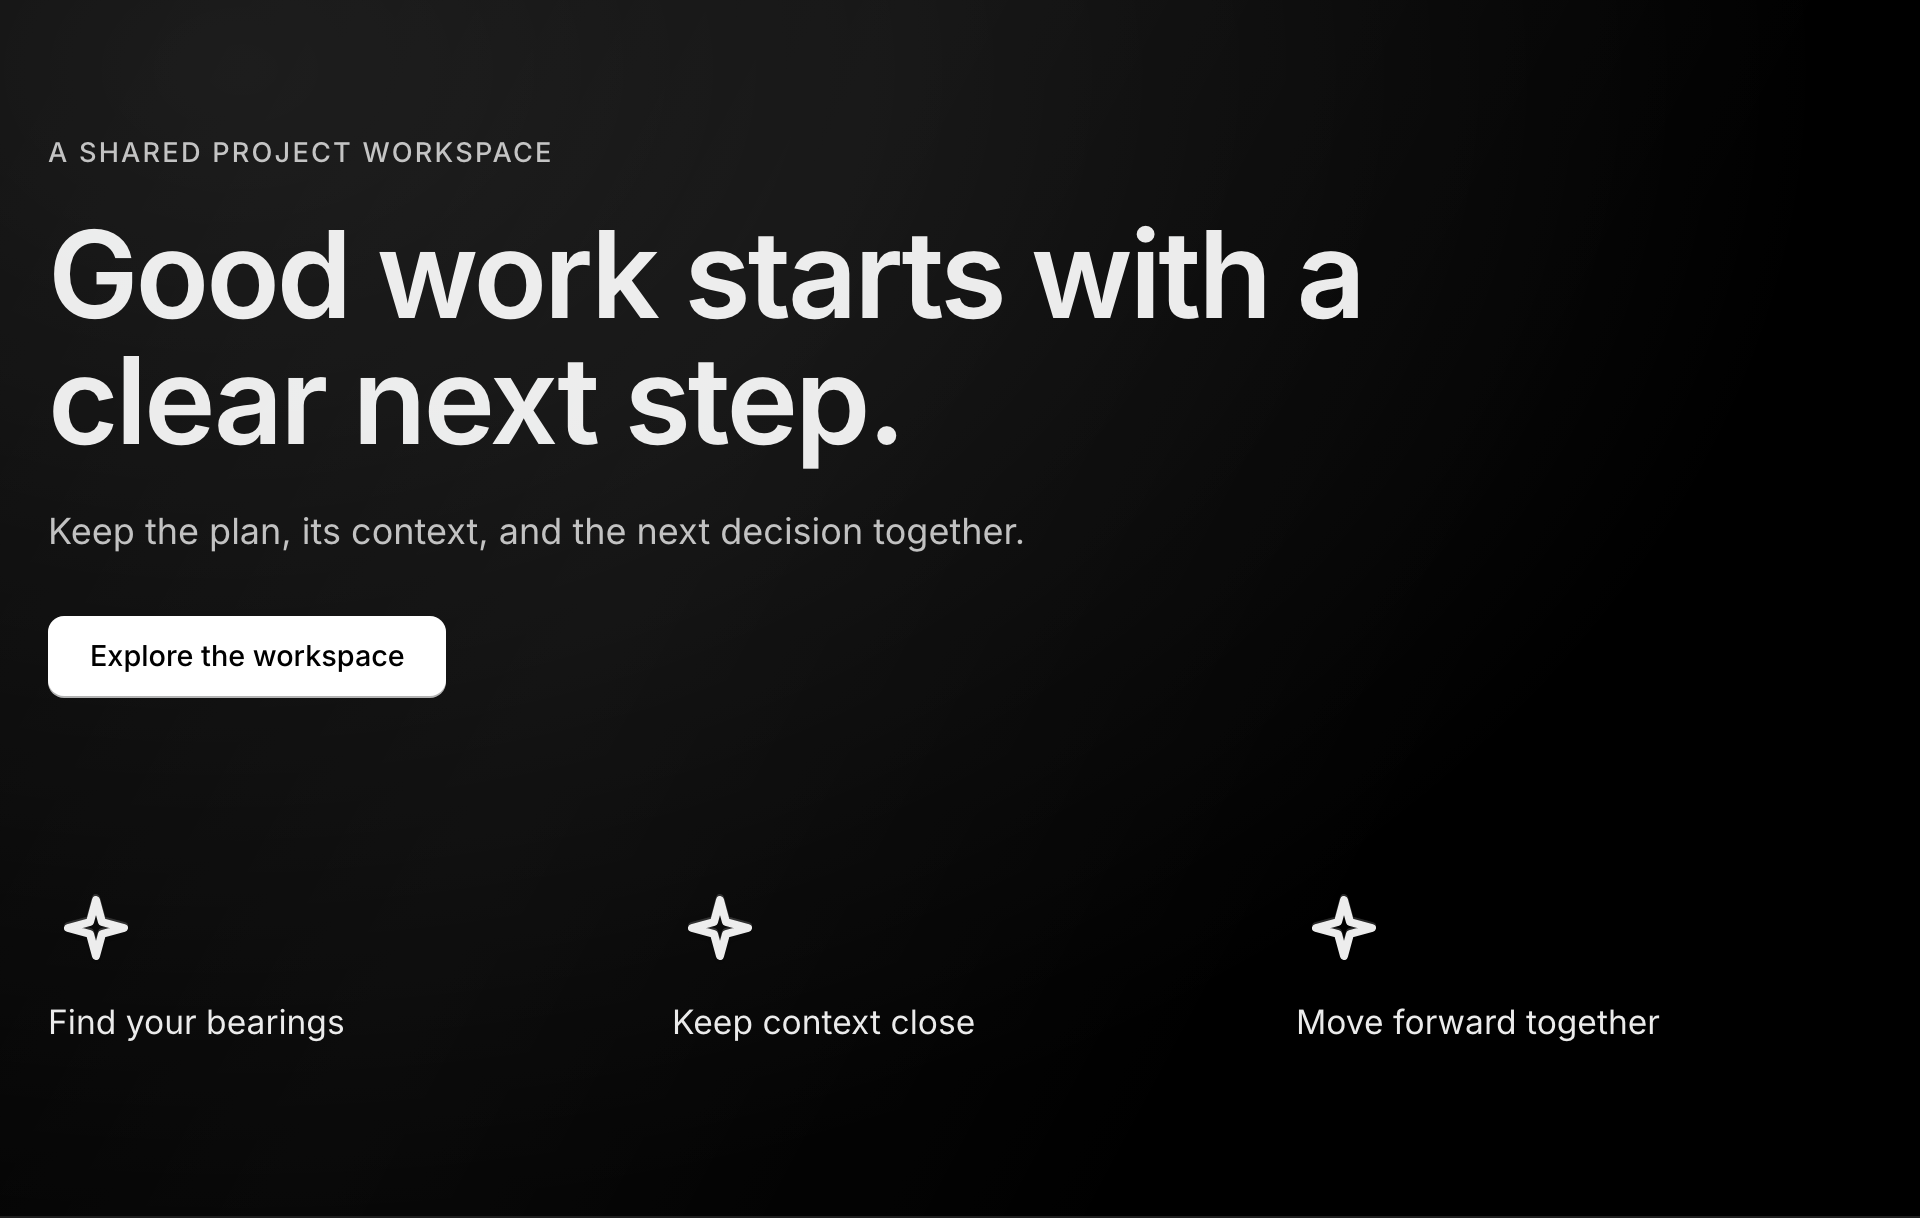 A SHARED PROJECT WORKSPACE
Good work starts with a
clear next step.
Keep the plan, its context, and the next decision together.
Explore the workspace
Find your bearings
Keep context close
Move forward together